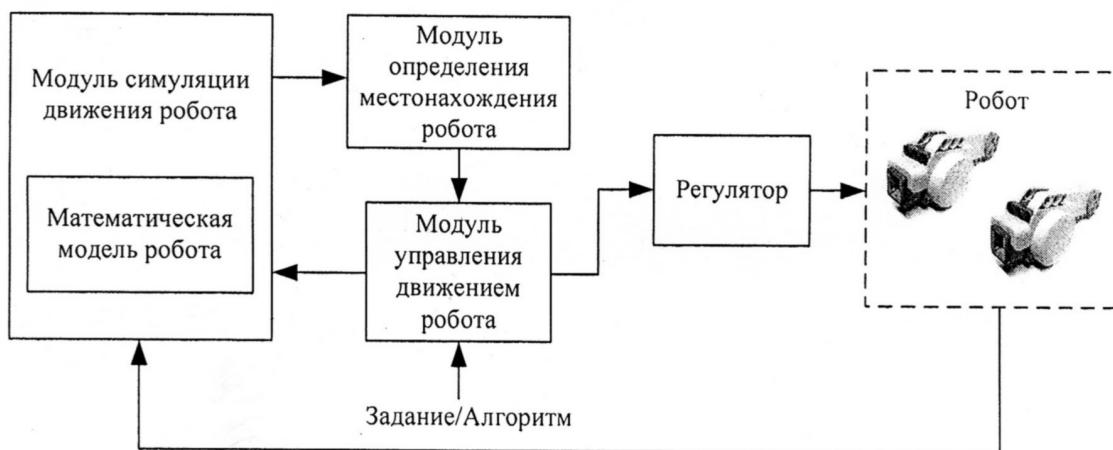 Модуль симуляции
движения робота
Математическая
модель робота
Модуль
определения
местонахождения
робота
Модуль
управления
движением
робота
Задание/Алгоритм
Регулятор
Робот